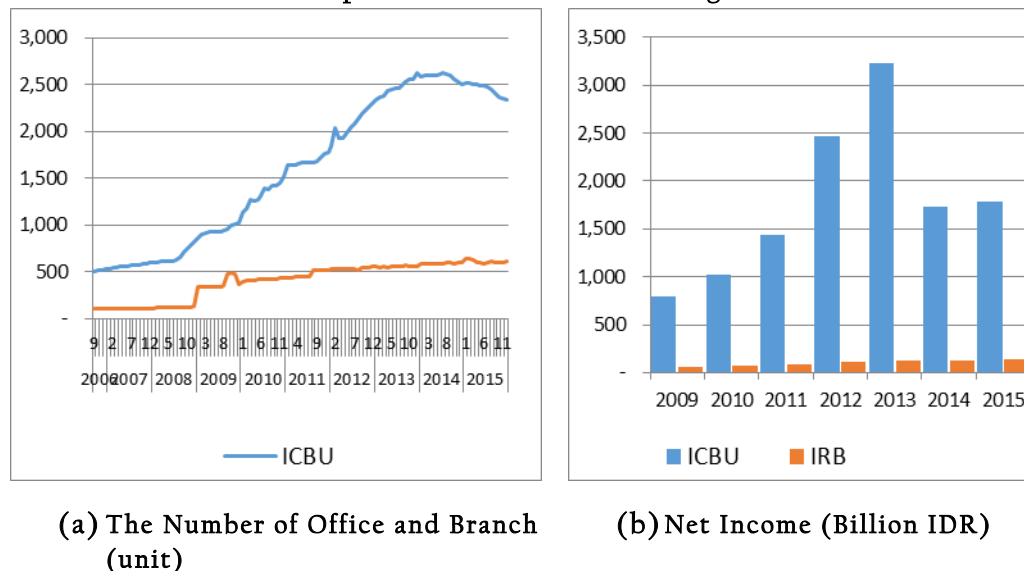 3,000
2,500
2,000
1,500
1,000
500
-
9 2 7 12 5 10 3 8 1 6 11 4 9 2 7 12 5 10 3 8 1 6 11
2006 2007 2008 2009 2010 2011 2012 2013 2014 2015
ICBU
(a) The Number of Office and Branch
(unit)
3,500
3,000
2,500
2,000
1,500
1,000
500
-
2009 2010 2011 2012 2013 2014 2015
ICBU IRB
(b) Net Income (Billion IDR)